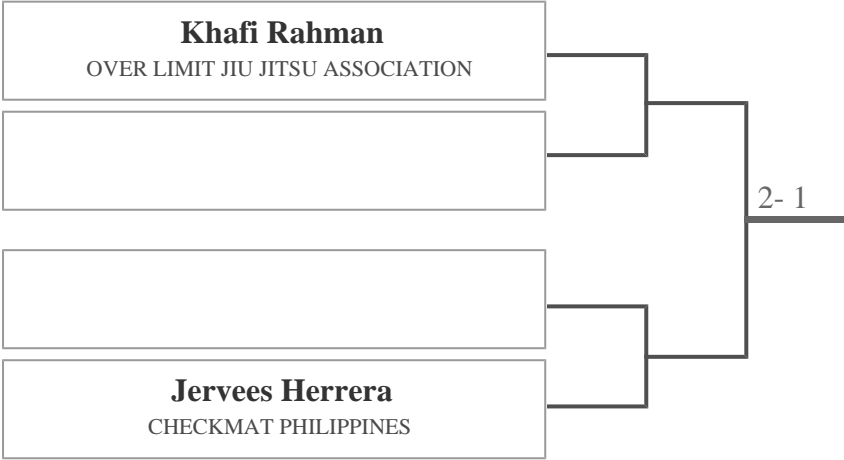 Khafi Rahman
OVER LIMIT JIU JITSU ASSOCIATION
2- 1
Jervees Herrera
CHECKMAT PHILIPPINES